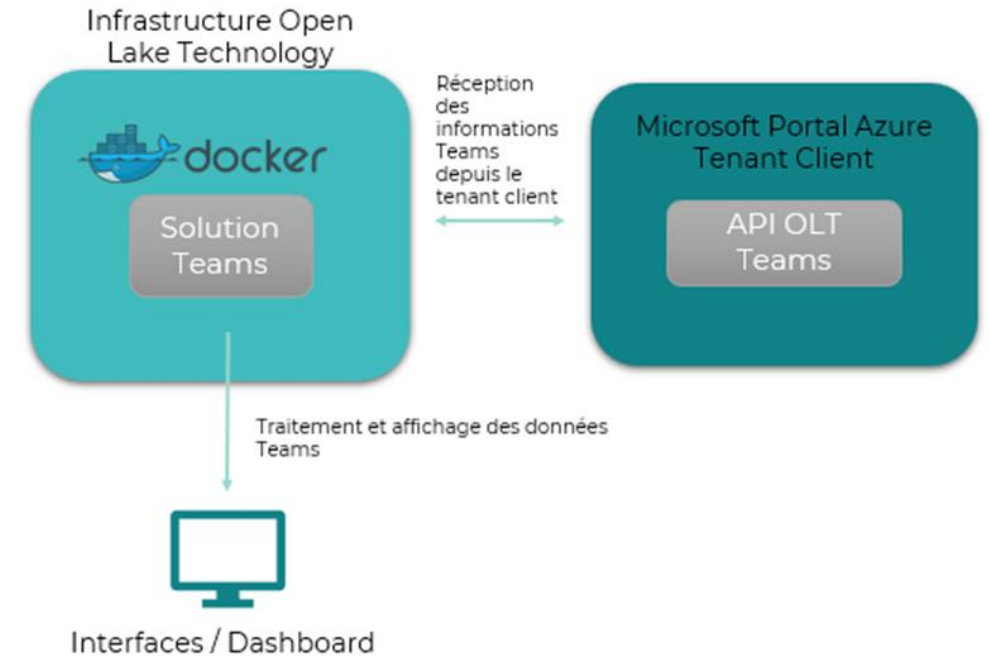 Infrastructure Open
Lake Technology
docker
Solution
Teams
Réception
des
informations
Teams
depuis le
tenant client
Microsoft Portal Azure
Tenant Client
API OLT
Teams
Traitement et affichage des données
Teams
Interfaces / Dashboard